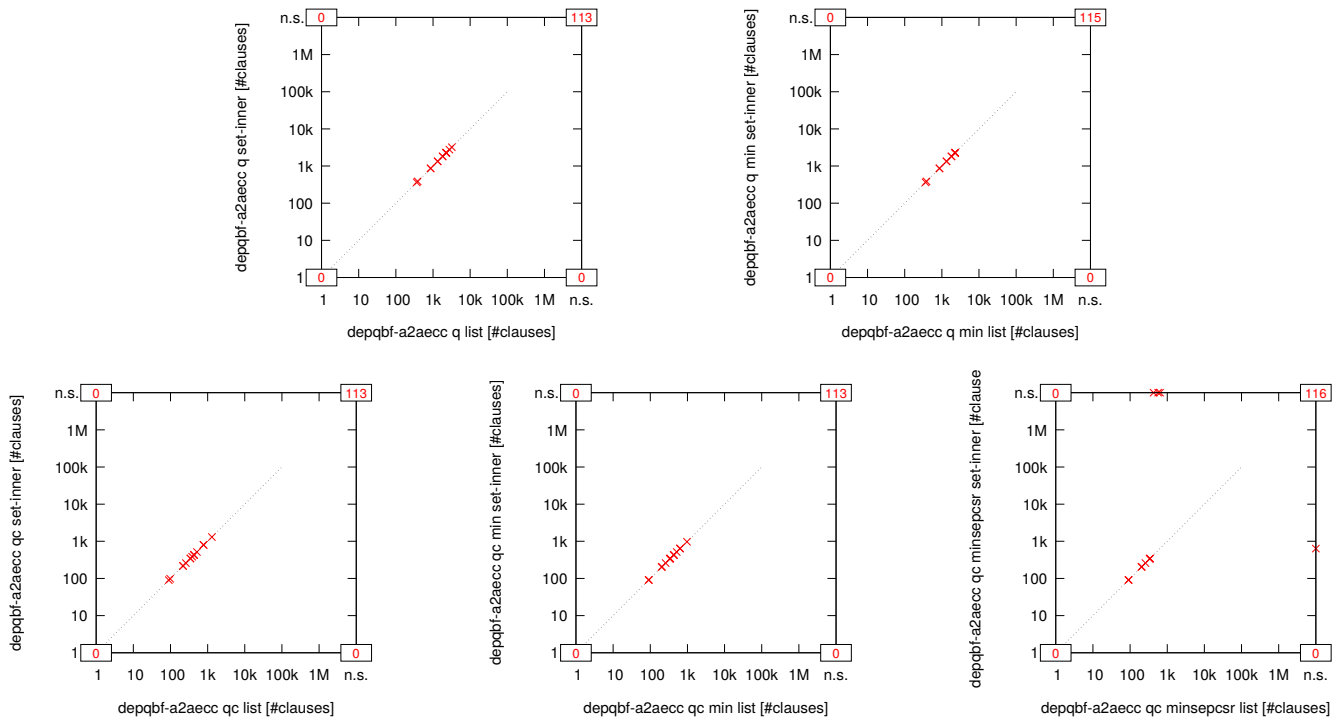 n.s.
0
113
1M
100k
10k
1k
100
10
1
0
0
1 10 100 1k 10k 100k 1M n.s.
depqbf-a2aecc q set-inner [#clauses]
depqbf-a2aecc q list [#clauses]
n.s.
0
115
1M
100k
10k
1k
100
10
1
0
0
1 10 100 1k 10k 100k 1M n.s.
depqbf-a2aecc q min set-inner [#clauses]
depqbf-a2aecc q min list [#clauses]
n.s.
0
113
1M
100k
10k
1k
100
10
1
0
0
1 10 100 1k 10k 100k 1M n.s.
depqbf-a2aecc qc set-inner [#clauses]
depqbf-a2aecc qc list [#clauses]
n.s.
0
113
1M
100k
10k
1k
100
10
1
0
0
1 10 100 1k 10k 100k 1M n.s.
depqbf-a2aecc qc min set-inner [#clauses]
depqbf-a2aecc qc min list [#clauses]
n.s.
0
116
1M
100k
10k
1k
100
10
1
0
0
1 10 100 1k 10k 100k 1M n.s.
depqbf-a2aecc qc minsepcsr set-inner [#clause
depqbf-a2aecc qc minsepcsr list [#clauses]